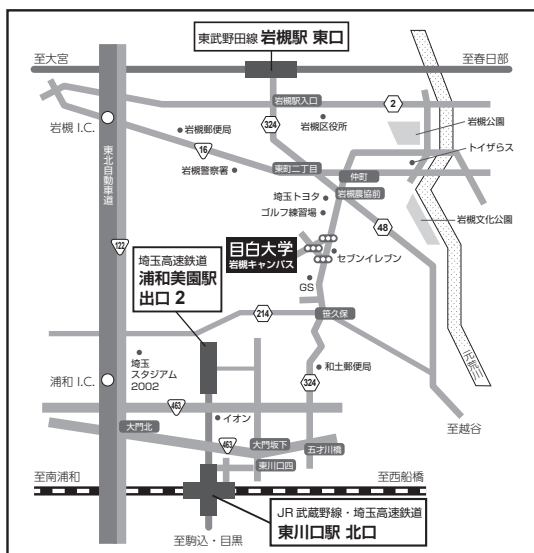 東武野田線 岩槻駅 東口
至大宮
至春日部
岩槻駅入口
2
岩槻 I.C.
324
岩槻公園
岩槻郵便局
岩槻区役所
トイザらス
16
東北自動車道
岩槻警察署
東町二丁目
仲町
埼玉トヨタ
岩槻農協前
ゴルフ練習場
岩槻文化公園
48
122
目白大学
岩槻キャンパス
埼玉高速鉄道
浦和美園駅
出口 2
セブンイレブン
GS
214
笹久保
元荒川
埼玉
スタジアム
2002
和土郵便局
浦和 I.C.
324
463
イオン
至越谷
大門北
463
大門坂下
五才川橋
東川口四
至南浦和
至西船橋
JR 武蔵野線・埼玉高速鉄道
東川口駅 北口
至駒込・目黒